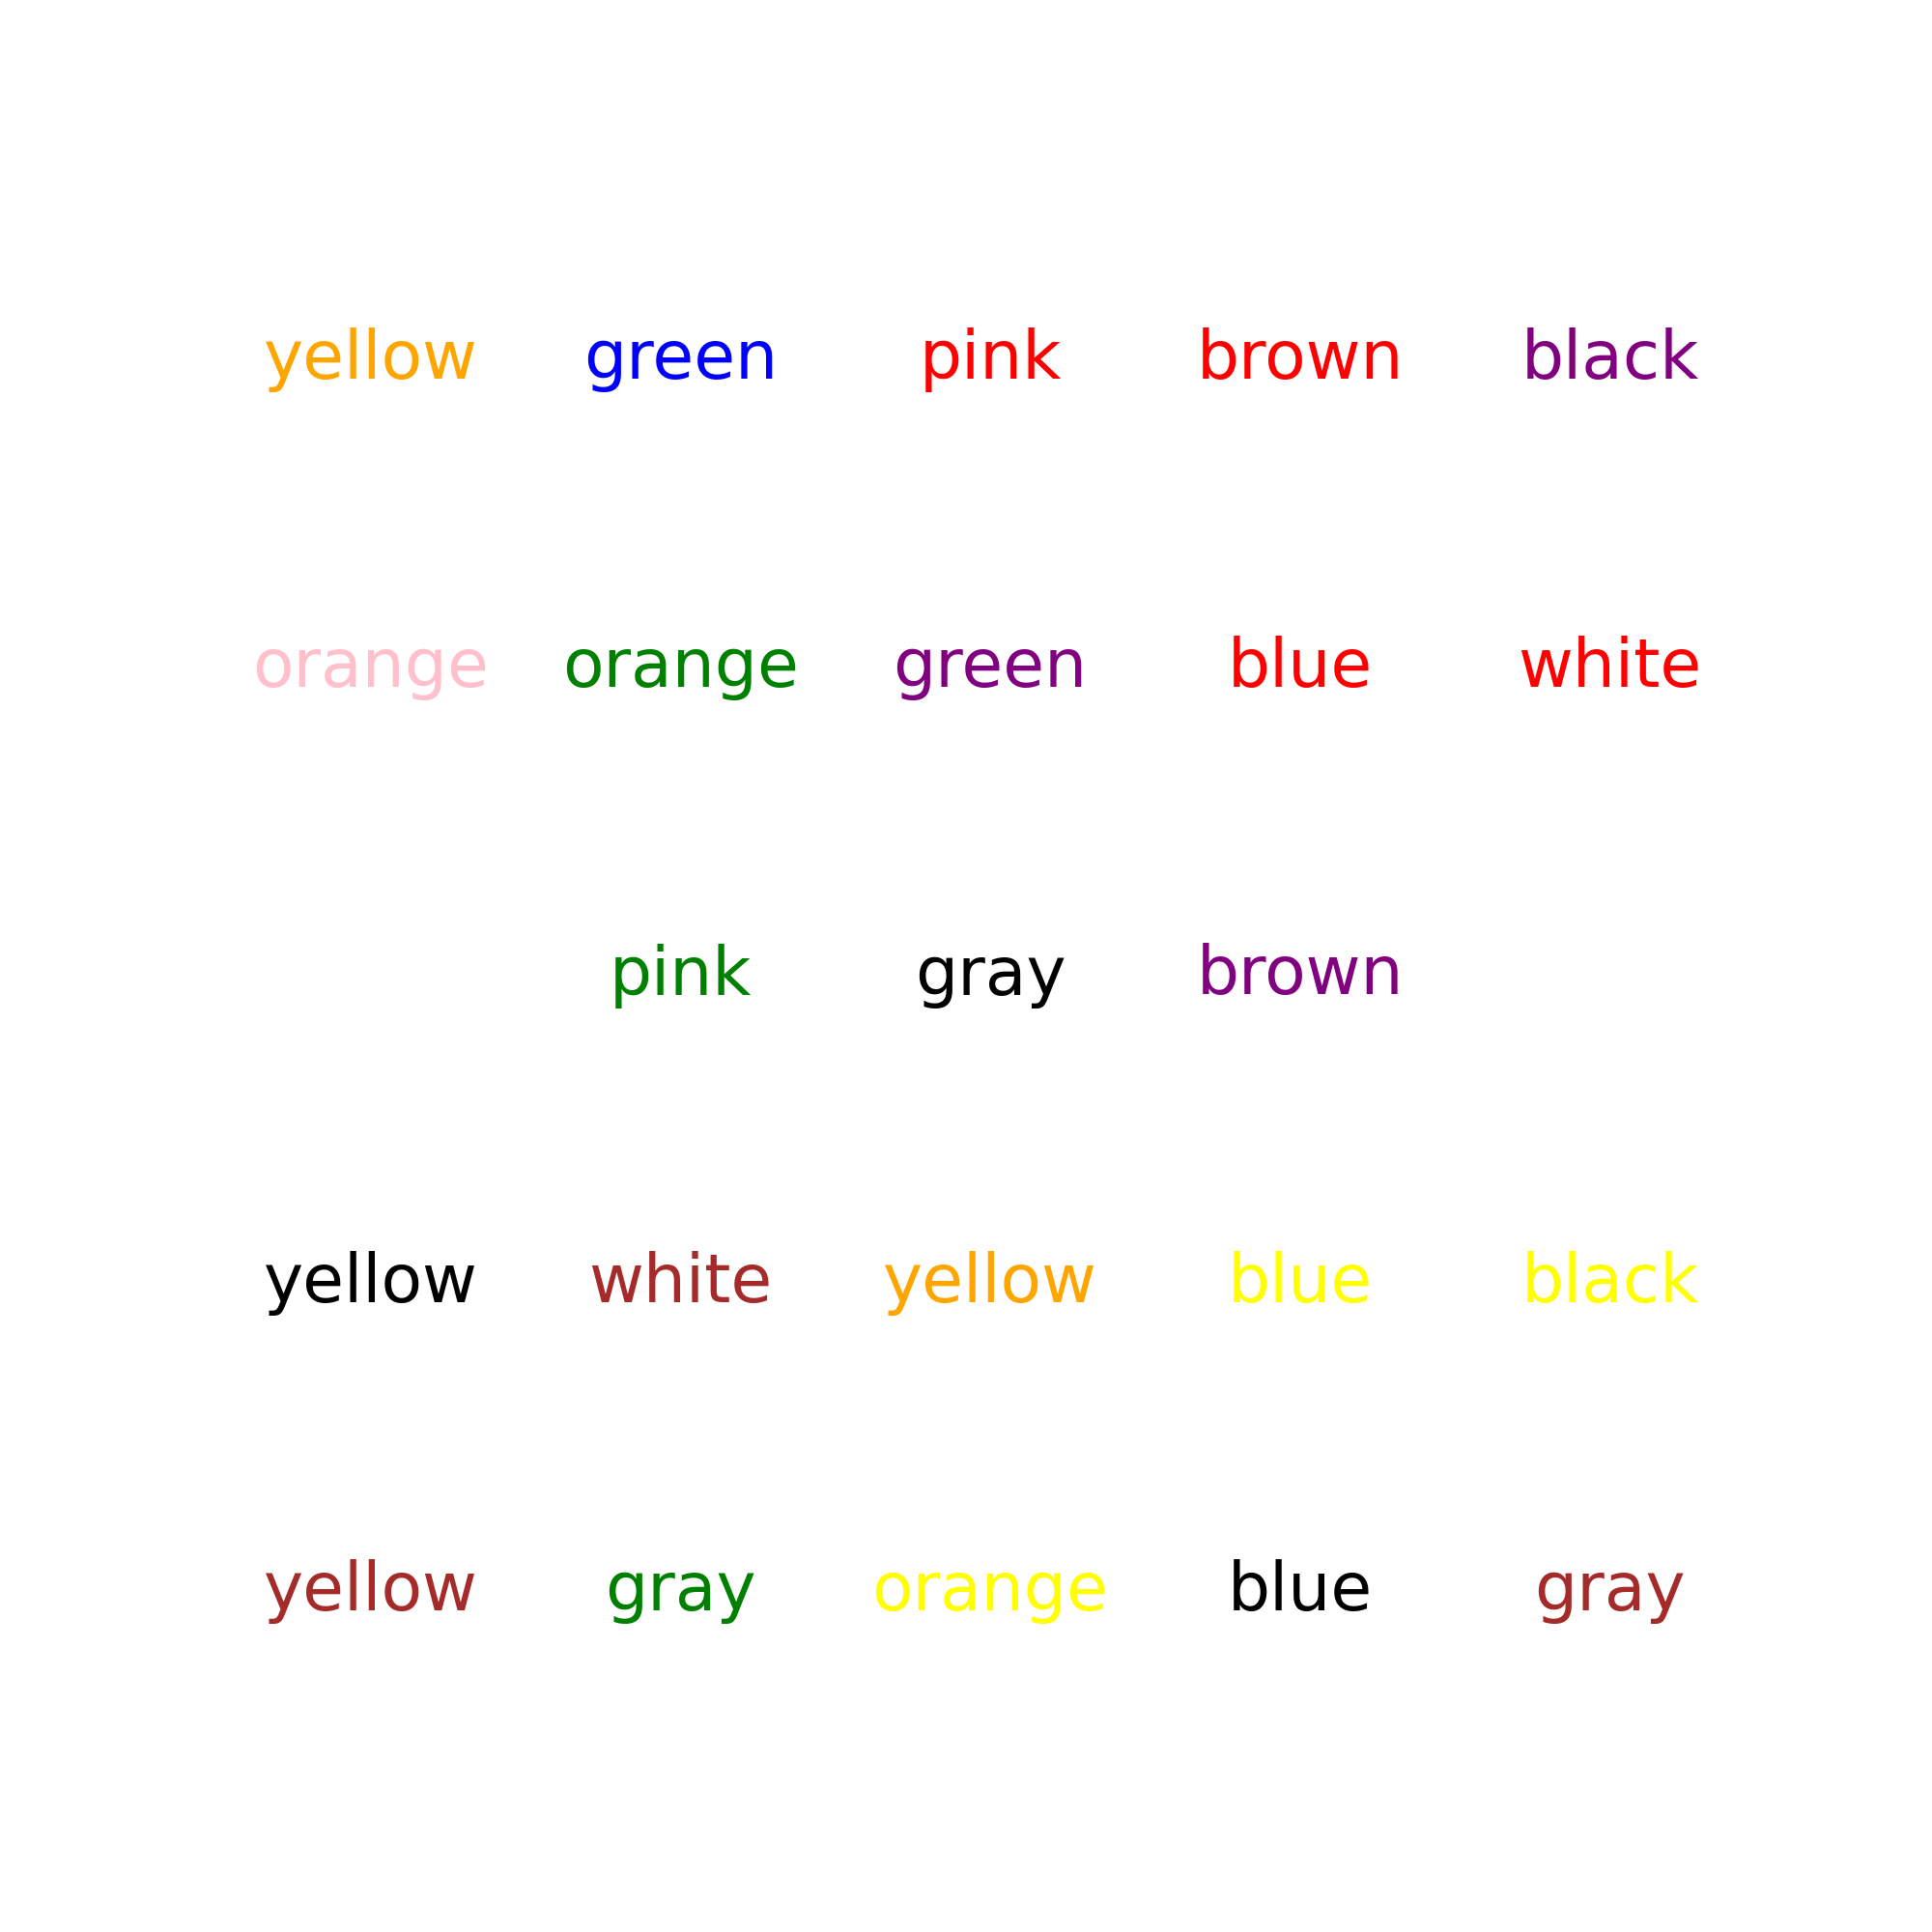 yellow green pink brown black
orange orange green blue white
pink gray brown
yellow white yellow blue black
yellow gray orange blue gray